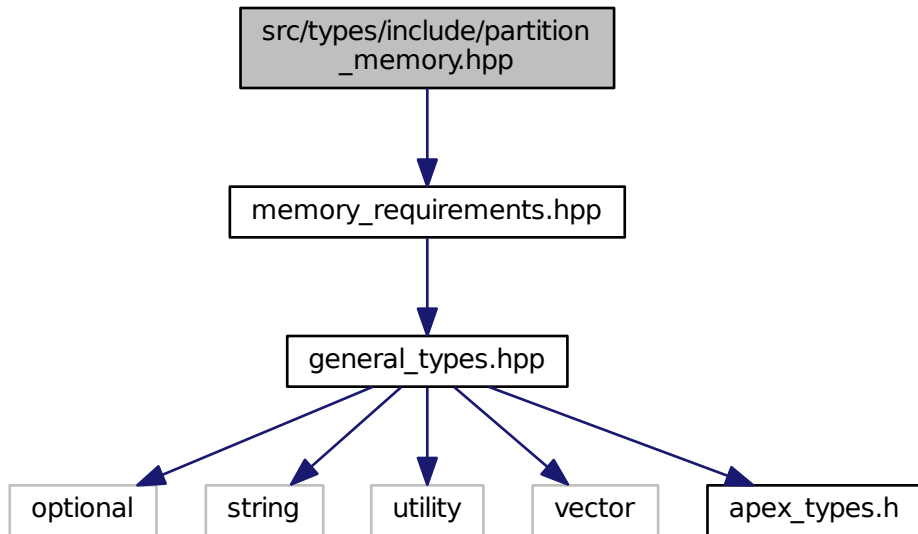 src/types/include/partition
_memory.hpp
memory_requirements.hpp
general_types.hpp
optional
string
utility
vector
apex_types.h